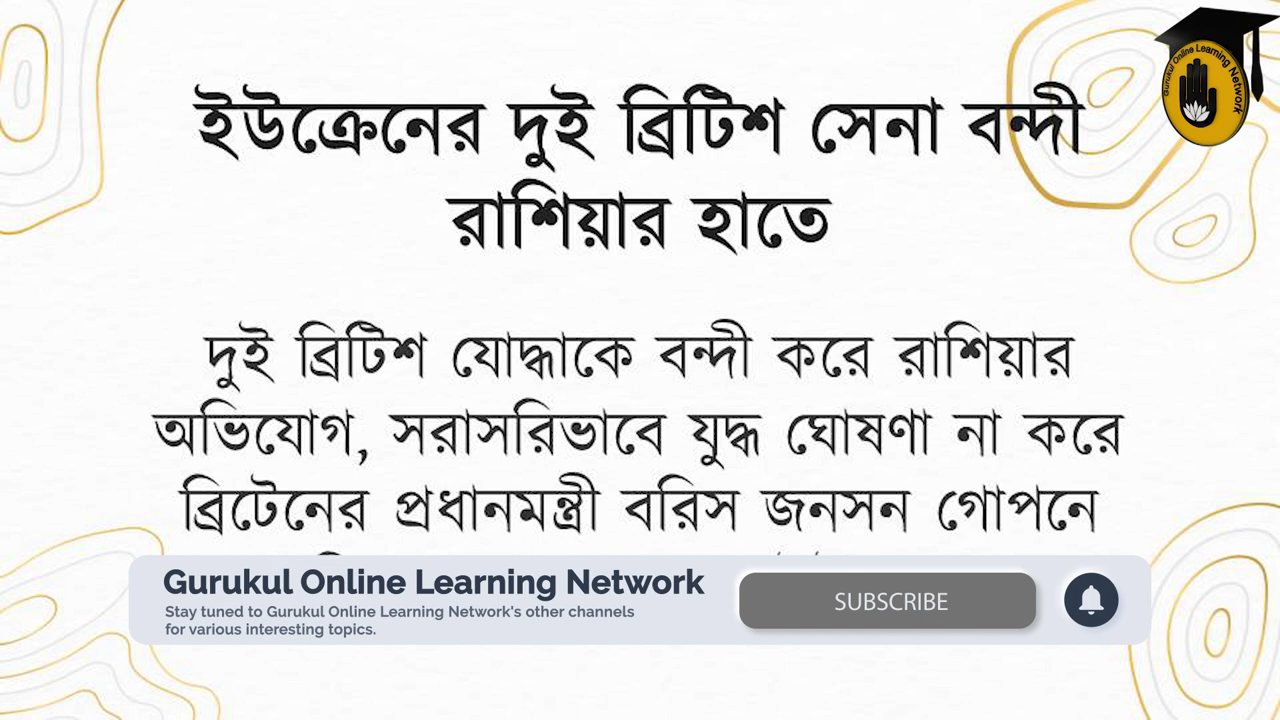 Gurukul Online Learning Network
ইউক্রেনের দুই ব্রিটিশ সেনা বন্দী
রাশিয়ার হাতে
দুই ব্রিটিশ যোদ্ধাকে বন্দী করে রাশিয়ার
অভিযোগ, সরাসরিভাবে যুদ্ধ ঘোষণা না করে
ব্রিটেনের প্রধানমন্ত্রী বরিস জনসন গোপনে
Gurukul Online Learning Network
Stay tuned to Gurukul Online Learning Network's other channels
for various interesting topics.
SUBSCRIBE